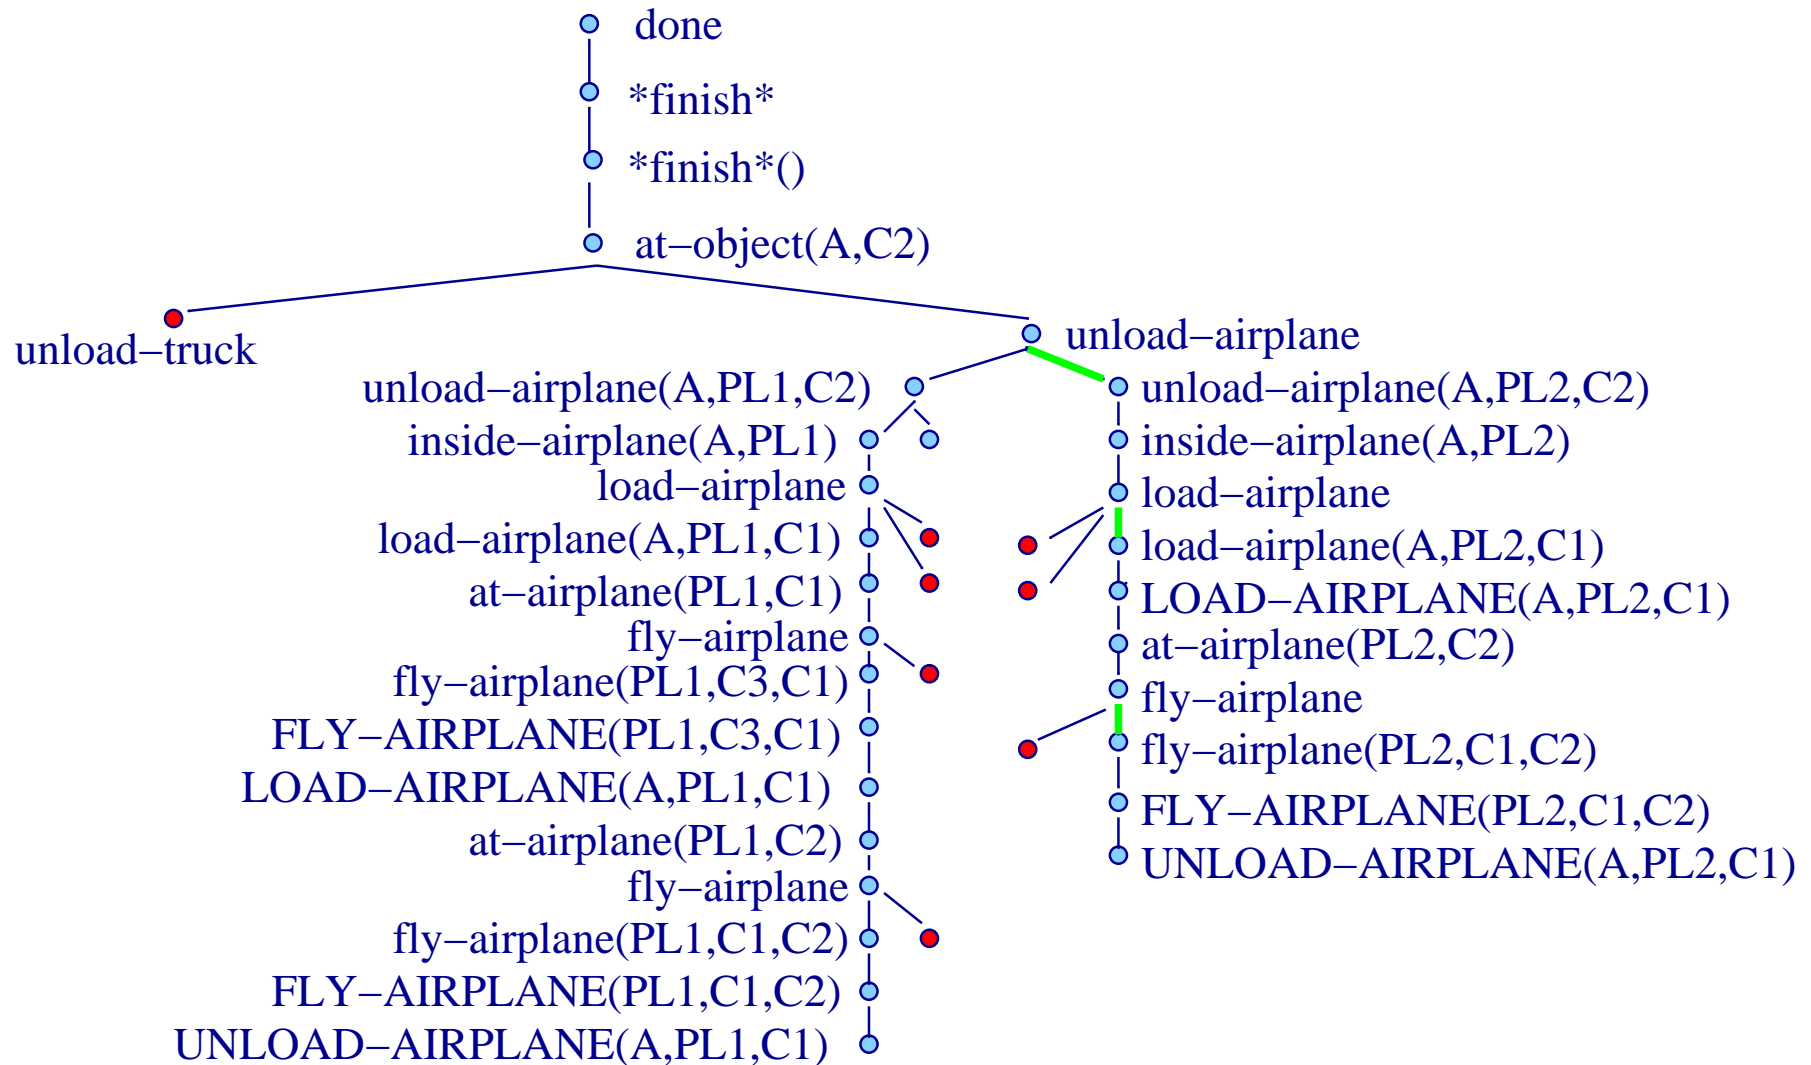 done
*finish*
*finish*()
at−object(A,C2)
unload−truck
unload−airplane
unload−airplane(A,PL1,C2)
inside−airplane(A,PL1)
load−airplane
load−airplane(A,PL1,C1)
at−airplane(PL1,C1)
fly−airplane
fly−airplane(PL1,C3,C1)
FLY−AIRPLANE(PL1,C3,C1)
LOAD−AIRPLANE(A,PL1,C1)
at−airplane(PL1,C2)
fly−airplane
fly−airplane(PL1,C1,C2)
FLY−AIRPLANE(PL1,C1,C2)
UNLOAD−AIRPLANE(A,PL1,C1)
unload−airplane(A,PL2,C2)
inside−airplane(A,PL2)
load−airplane
load−airplane(A,PL2,C1)
LOAD−AIRPLANE(A,PL2,C1)
at−airplane(PL2,C2)
fly−airplane
fly−airplane(PL2,C1,C2)
FLY−AIRPLANE(PL2,C1,C2)
UNLOAD−AIRPLANE(A,PL2,C1)